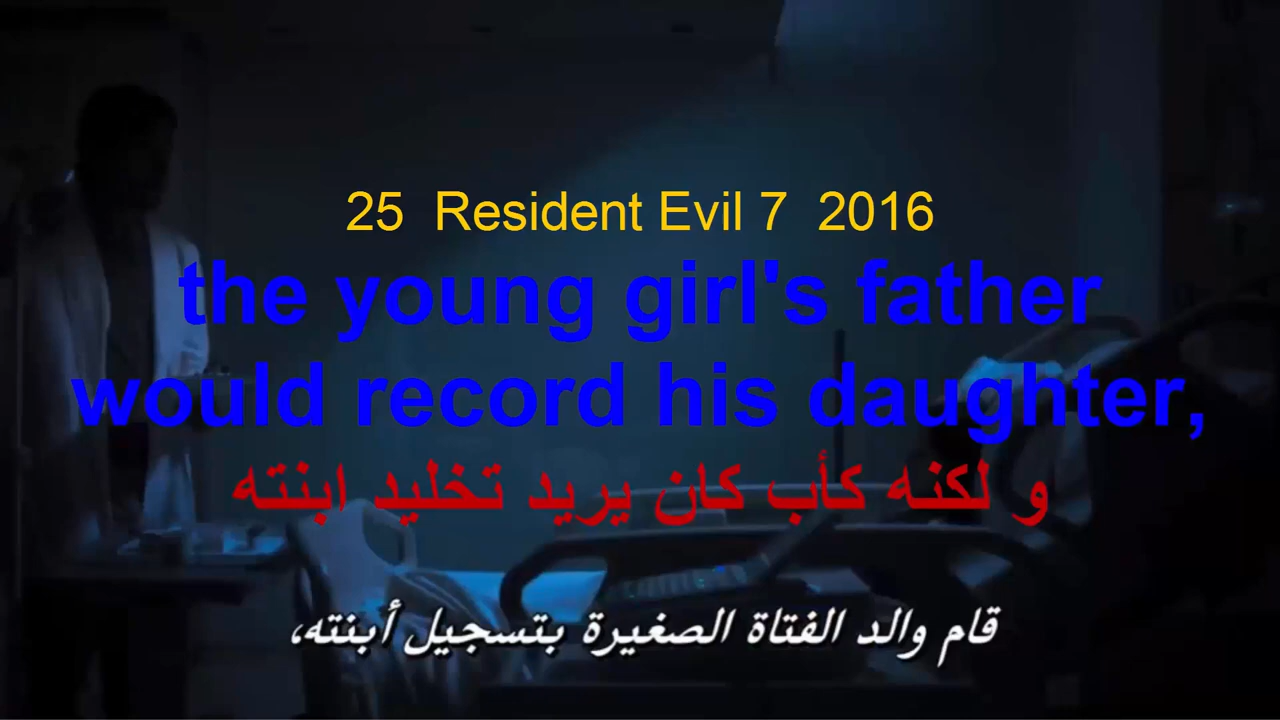 25 Resident Evil 7 2016
the young girl's father
would record his daughter,
و لكنه كأب كان يريد تخليد ابنته
قام والد الفتاة الصغيرة بتسجيل أبنته،